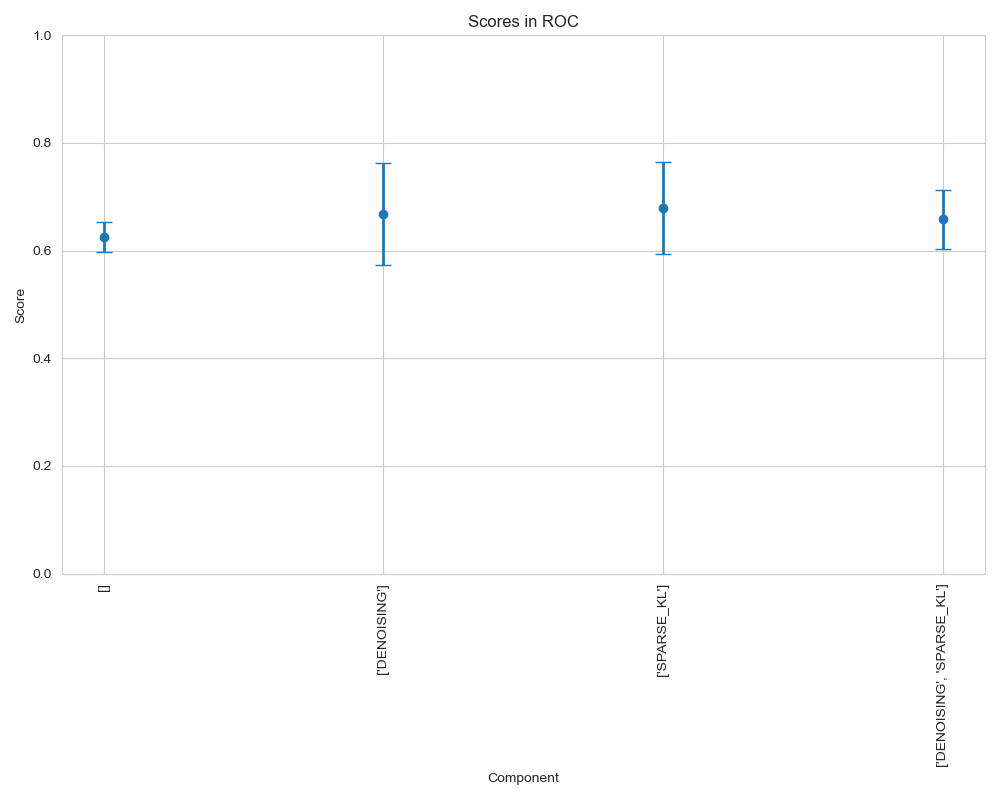 Scores in ROC
1.0
0.8
0.6
0.4
0.2
0.0
Score
[]
['DENOISING']
['SPARSE_KL']
['DENOISING', 'SPARSE_KL']
Component